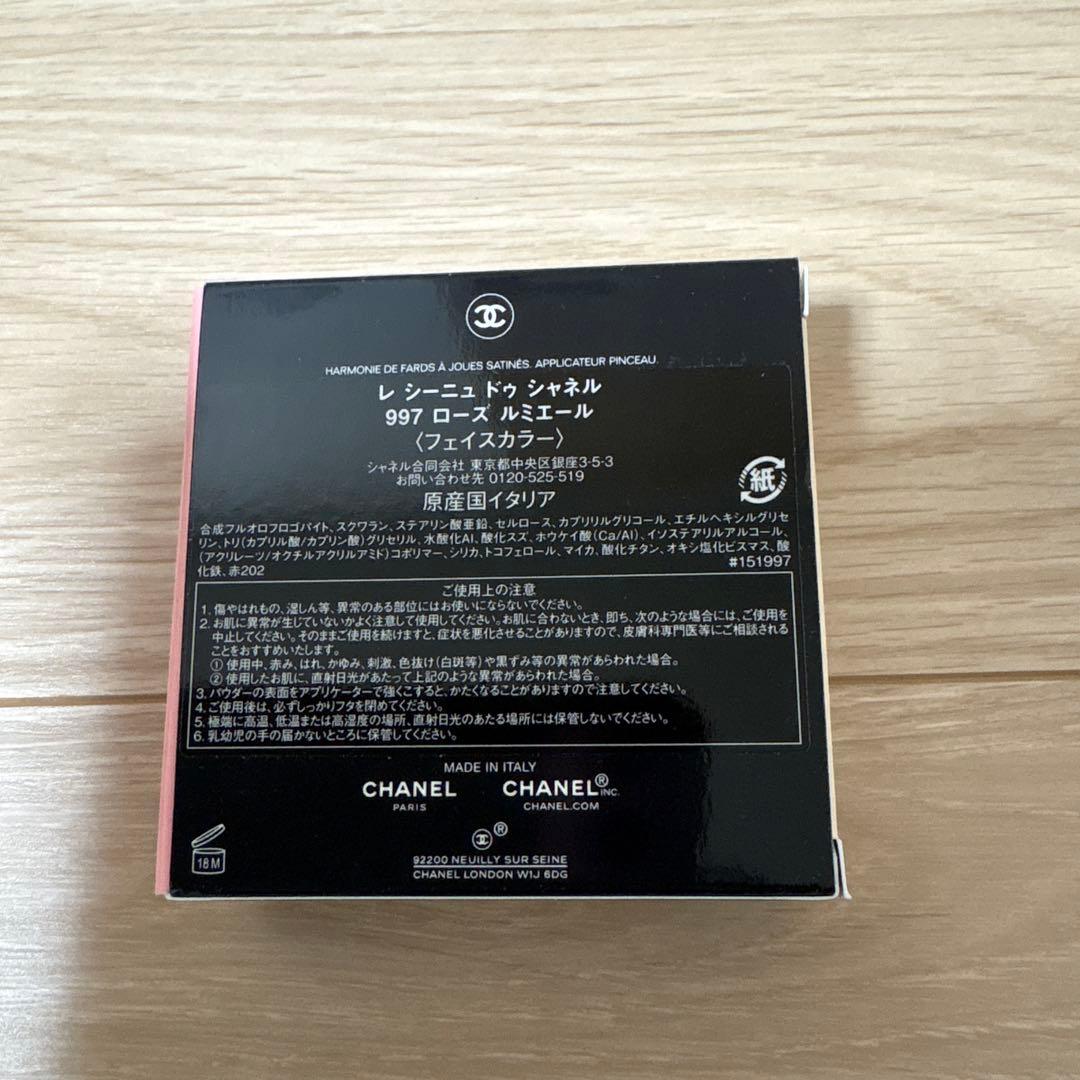 HARMONIE DE FARDS À JOUES SATINÉS. APPLICATEUR PINCEAU.
レ シーニュ ドゥ シャネル
997 ローズ ルミエール
〈フェイスカラー〉
シャネル合同会社 東京都中央区銀座3-5-3
お問い合わせ先 0120-525-519
原産国イタリア
紙
合成フルオロフロゴパイト、スクワラン、ステアリン酸亜鉛、セルロース、カプリリルグリコール、エチルヘキシルグリセ
リン、トリ(カプリル酸/カプリン酸)グリセリル、水酸化Al、酸化スズ、ホウケイ酸(Ca/Al)、イソステアリルアルコール、
(アクリレーツ/オクチルアクリルアミド)コポリマー、シリカ、トコフェロール、マイカ、酸化チタン、オキシ塩化ビスマス、酸
化鉄、赤202
#151997
ご使用上の注意
1. 傷やはれもの、湿しん等、異常のある部位にはお使いにならないでください。
2. お肌に異常が生じていないかよく注意して使用してください。お肌に合わないとき、即ち、次のような場合には、ご使用を
中止してください。そのままご使用を続けますと、症状を悪化させることがありますので、皮膚科専門医等にご相談される
ことをおすすめいたします。
① 使用中、赤み、はれ、かゆみ、刺激、色抜け(白斑等)や黒ずみ等の異常があらわれた場合。
② 使用したお肌に、直射日光があたって上記のような異常があらわれた場合。
3. パウダーの表面をアプリケーターで強くこすると、かたくなることがありますので注意してください。
4. ご使用後は、必ずしっかりフタを閉めてください。
5. 極端に高温、低温または高湿度の場所、直射日光のあたる場所には保管しないでください。
6. 乳幼児の手の届かないところに保管してください。
MADE IN ITALY
CHANEL CHANEL® INC.
PARIS CHANEL.COM
®
18M
92200 NEUILLY SUR SEINE
CHANEL LONDON W1J 6DG